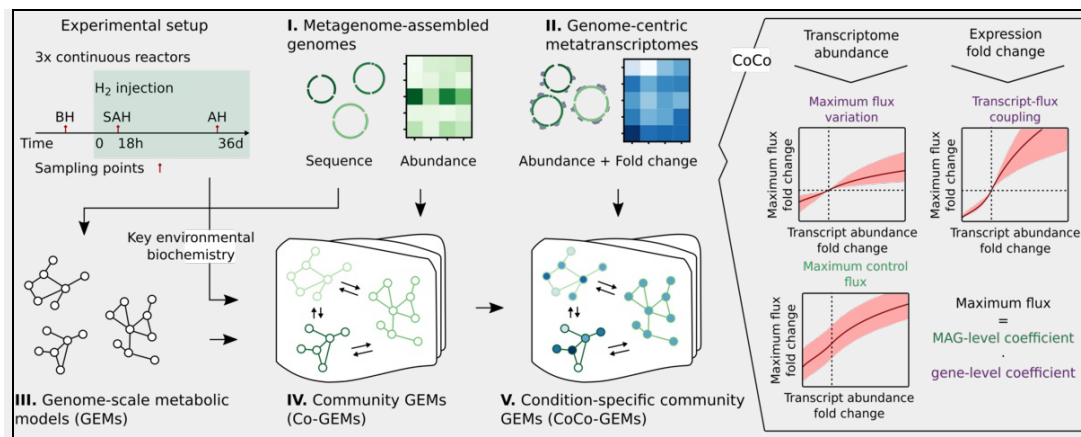 Experimental setup
3x continuous reactors
H2 injection
BH
SAH
AH
Time
0
18h
36d
Sampling points
I. Metagenome-assembled
genomes
Sequence
Abundance
II. Genome-centric
metatranscriptomes
Abundance + Fold change
Key environmental
biochemistry
III. Genome-scale metabolic
models (GEMs)
IV. Community GEMs
(Co-GEMs)
V. Condition-specific community
GEMs (CoCo-GEMs)
CoCo
Transcriptome
abundance
Maximum flux
variation
Maximum flux
fold change
Transcript abundance
fold change
Maximum control
flux
Maximum flux
fold change
Transcript abundance
fold change
Expression
fold change
Transcript-flux
coupling
Maximum flux
fold change
Transcript abundance
fold change
Maximum flux
=
MAG-level coefficient
·
gene-level coefficient